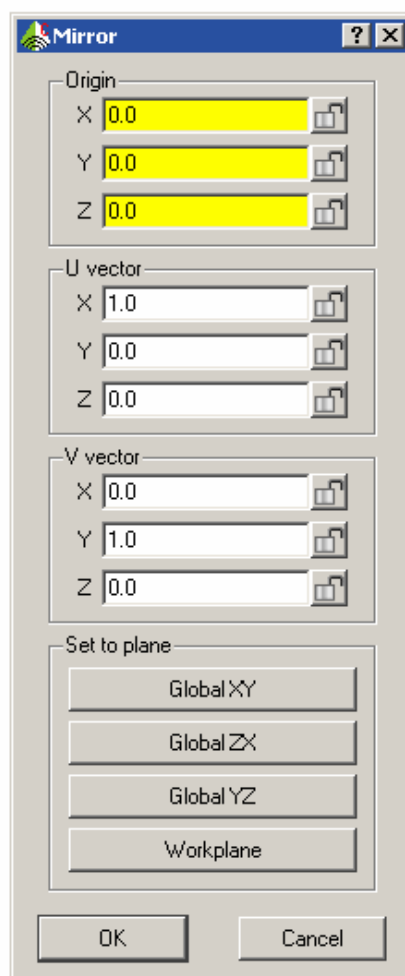 Mirror ? X
Origin
X 0.0
Y 0.0
Z 0.0
U vector
X 1.0
Y 0.0
Z 0.0
V vector
X 0.0
Y 1.0
Z 0.0
Set to plane
Global XY
Global ZX
Global YZ
Workplane
OK Cancel